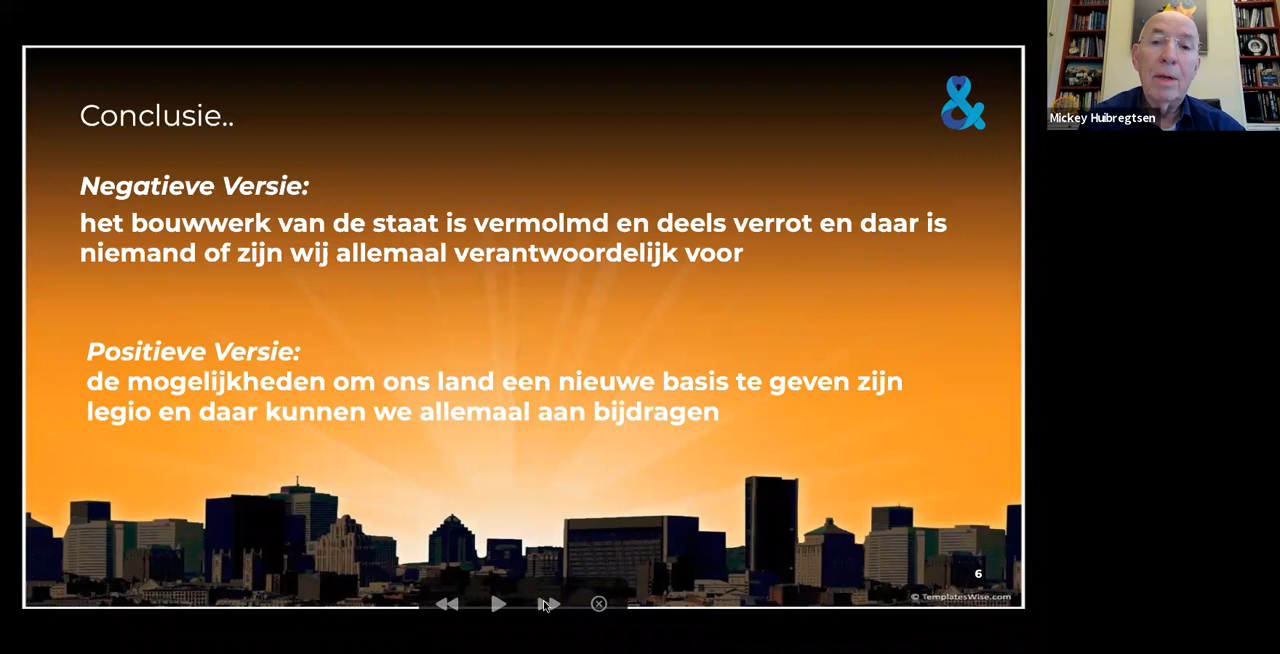 Conclusie..
Negatieve Versie:
het bouwwerk van de staat is vermolmd en deels verrot en daar is
niemand of zijn wij allemaal verantwoordelijk voor
Positieve Versie:
de mogelijkheden om ons land een nieuwe basis te geven zijn
legio en daar kunnen we allemaal aan bijdragen
6
© TemplatesWise.com
Mickey Huibregtsen